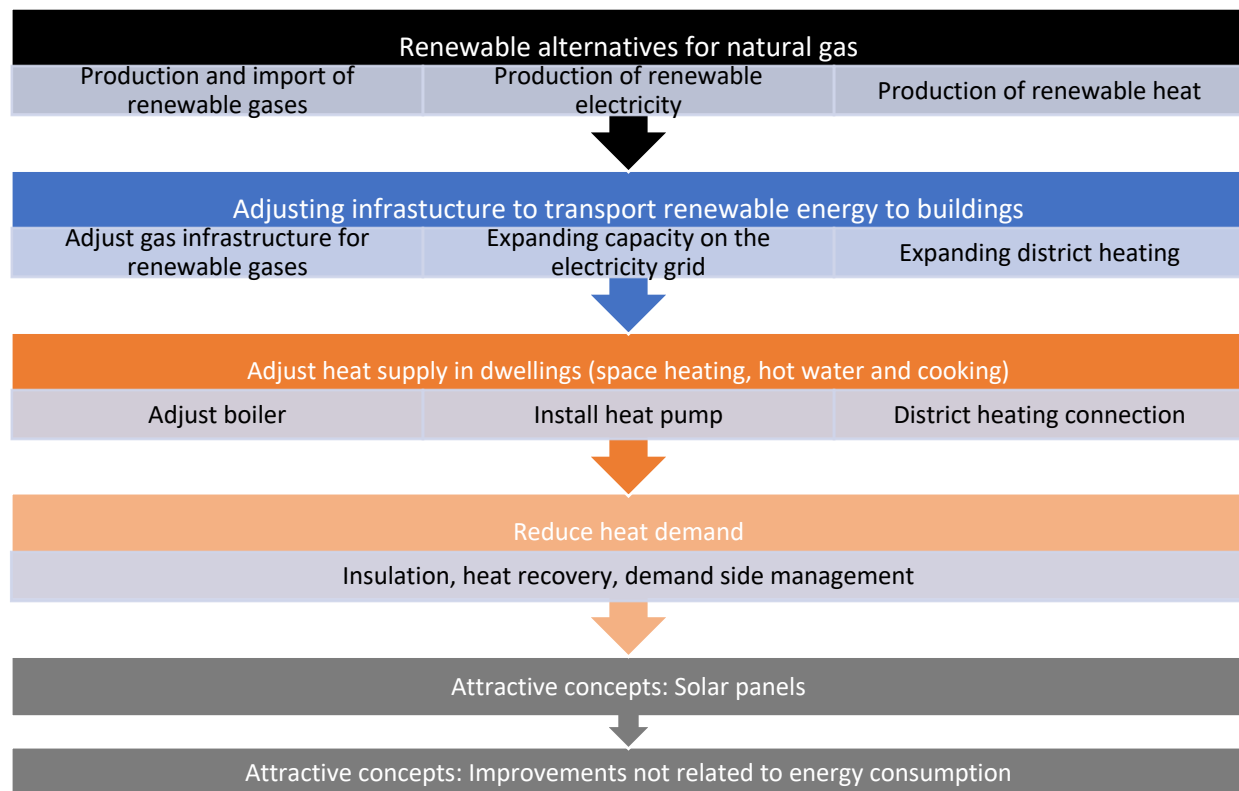 Renewable alternatives for natural gas
Production and import of
renewable gases
Production of renewable
electricity
Production of renewable heat
Adjusting infrastucture to transport renewable energy to buildings
Adjust gas infrastructure for
renewable gases
Expanding capacity on the
electricity grid
Expanding district heating
Adjust heat supply in dwellings (space heating, hot water and cooking)
Adjust boiler
Install heat pump
District heating connection
Reduce heat demand
Insulation, heat recovery, demand side management
Attractive concepts: Solar panels
Attractive concepts: Improvements not related to energy consumption